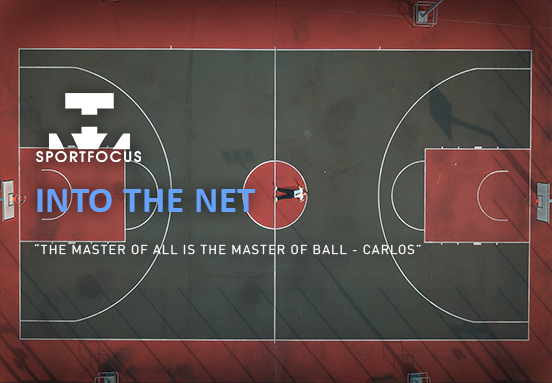 SPORTFOCUS
INTO THE NET
“THE MASTER OF ALL IS THE MASTER OF BALL - CARLOS”